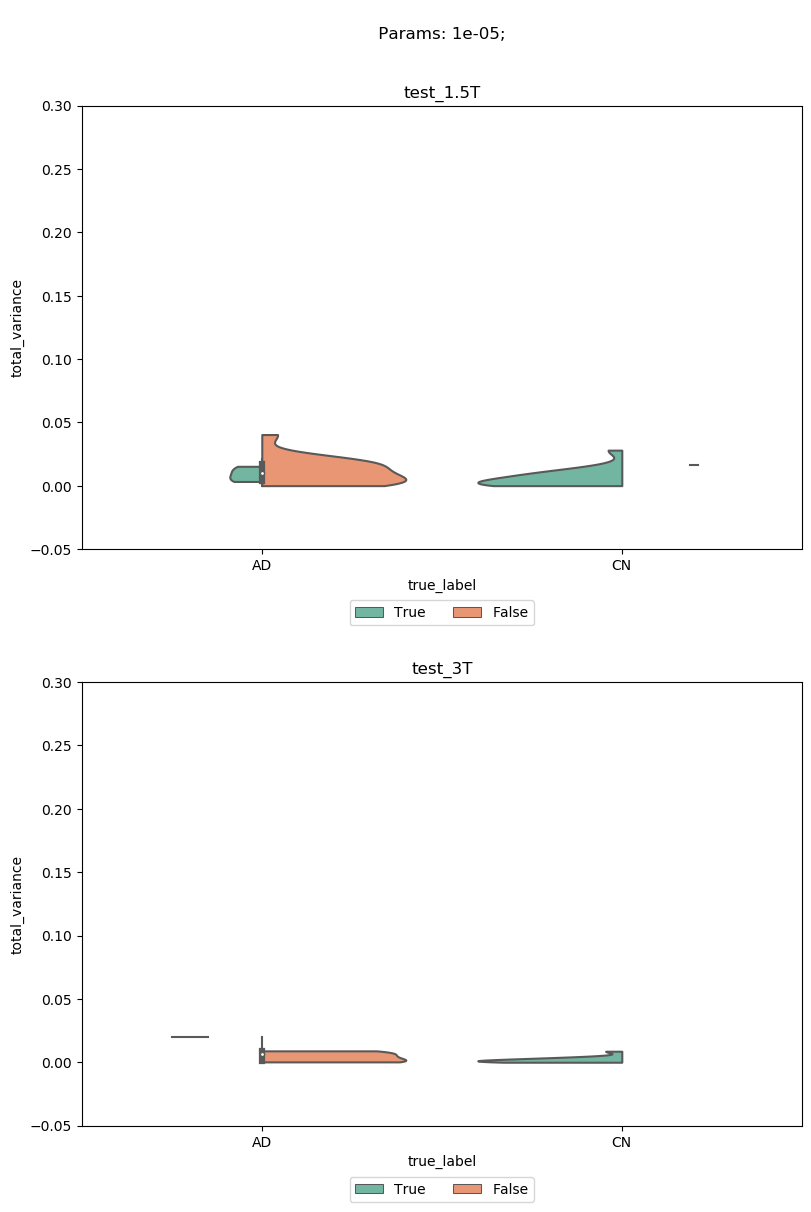 Params: 1e-05;
test_1.5T
0.30
0.25
0.20
0.15
0.10
0.05
0.00
−0.05
total_variance
AD CN
true_label
True False
test_3T
0.30
0.25
0.20
0.15
0.10
0.05
0.00
−0.05
total_variance
AD CN
true_label
True False